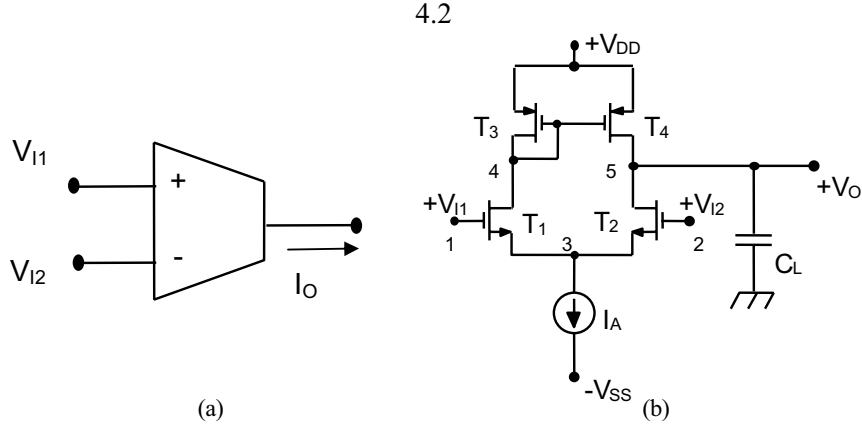 4.2
+VDD
T3
T4
VI1
+
4
5
+VO
+VI1
T1
T2
+VI2
1
3
2
VI2
-
CL
IO
IA
-VSS
(a)
(b)